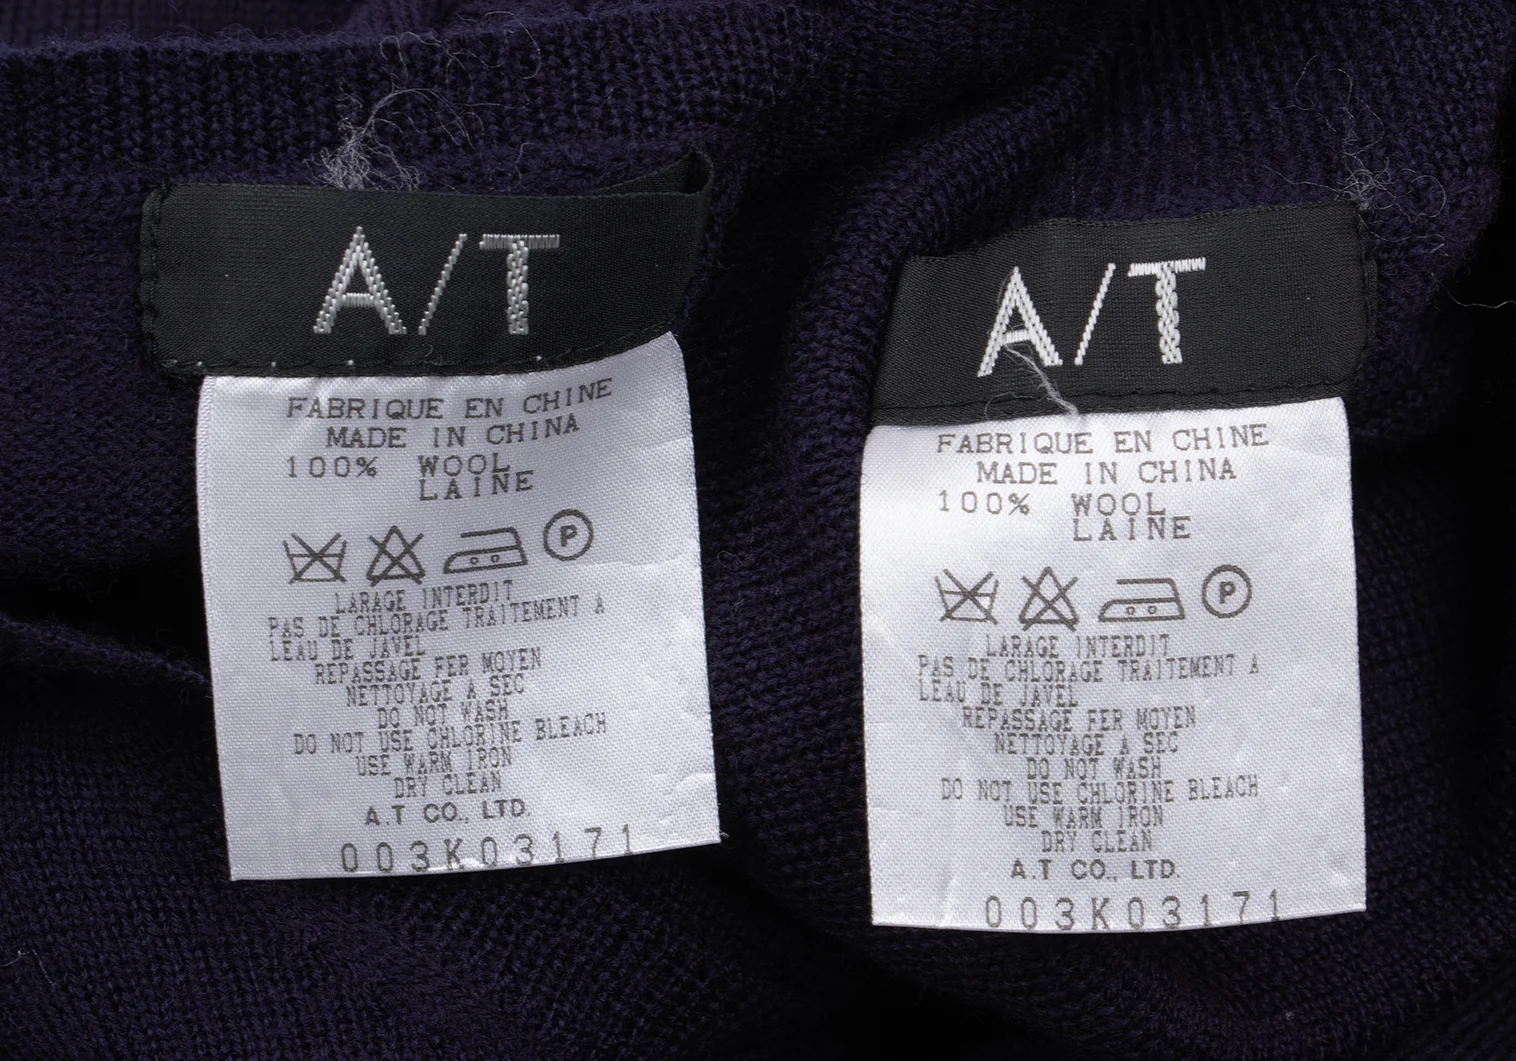 A/T
FABRIQUE EN CHINE
MADE IN CHINA
100% WOOL
LAINE
P
LARAGE INTERDIT
PAS DE CHLORAGE TRAITEMENT A
LEAU DE JAVEL
REPASSAGE FER MOYEN
NETTOYAGE A SEC
DO NOT WASH
DO NOT USE CHLORINE BLEACH
USE WARM IRON
DRY CLEAN
A.T CO., LTD.
003K03171
A/T
FABRIQUE EN CHINE
MADE IN CHINA
100% WOOL
LAINE
P
LARAGE INTERDIT
PAS DE CHLORAGE TRAITEMENT A
LEAU DE JAVEL
REPASSAGE FER MOYEN
NETTOYAGE A SEC
DO NOT WASH
DO NOT USE CHLORINE BLEACH
USE WARM IRON
DRY CLEAN
A.T CO., LTD.
003K03171